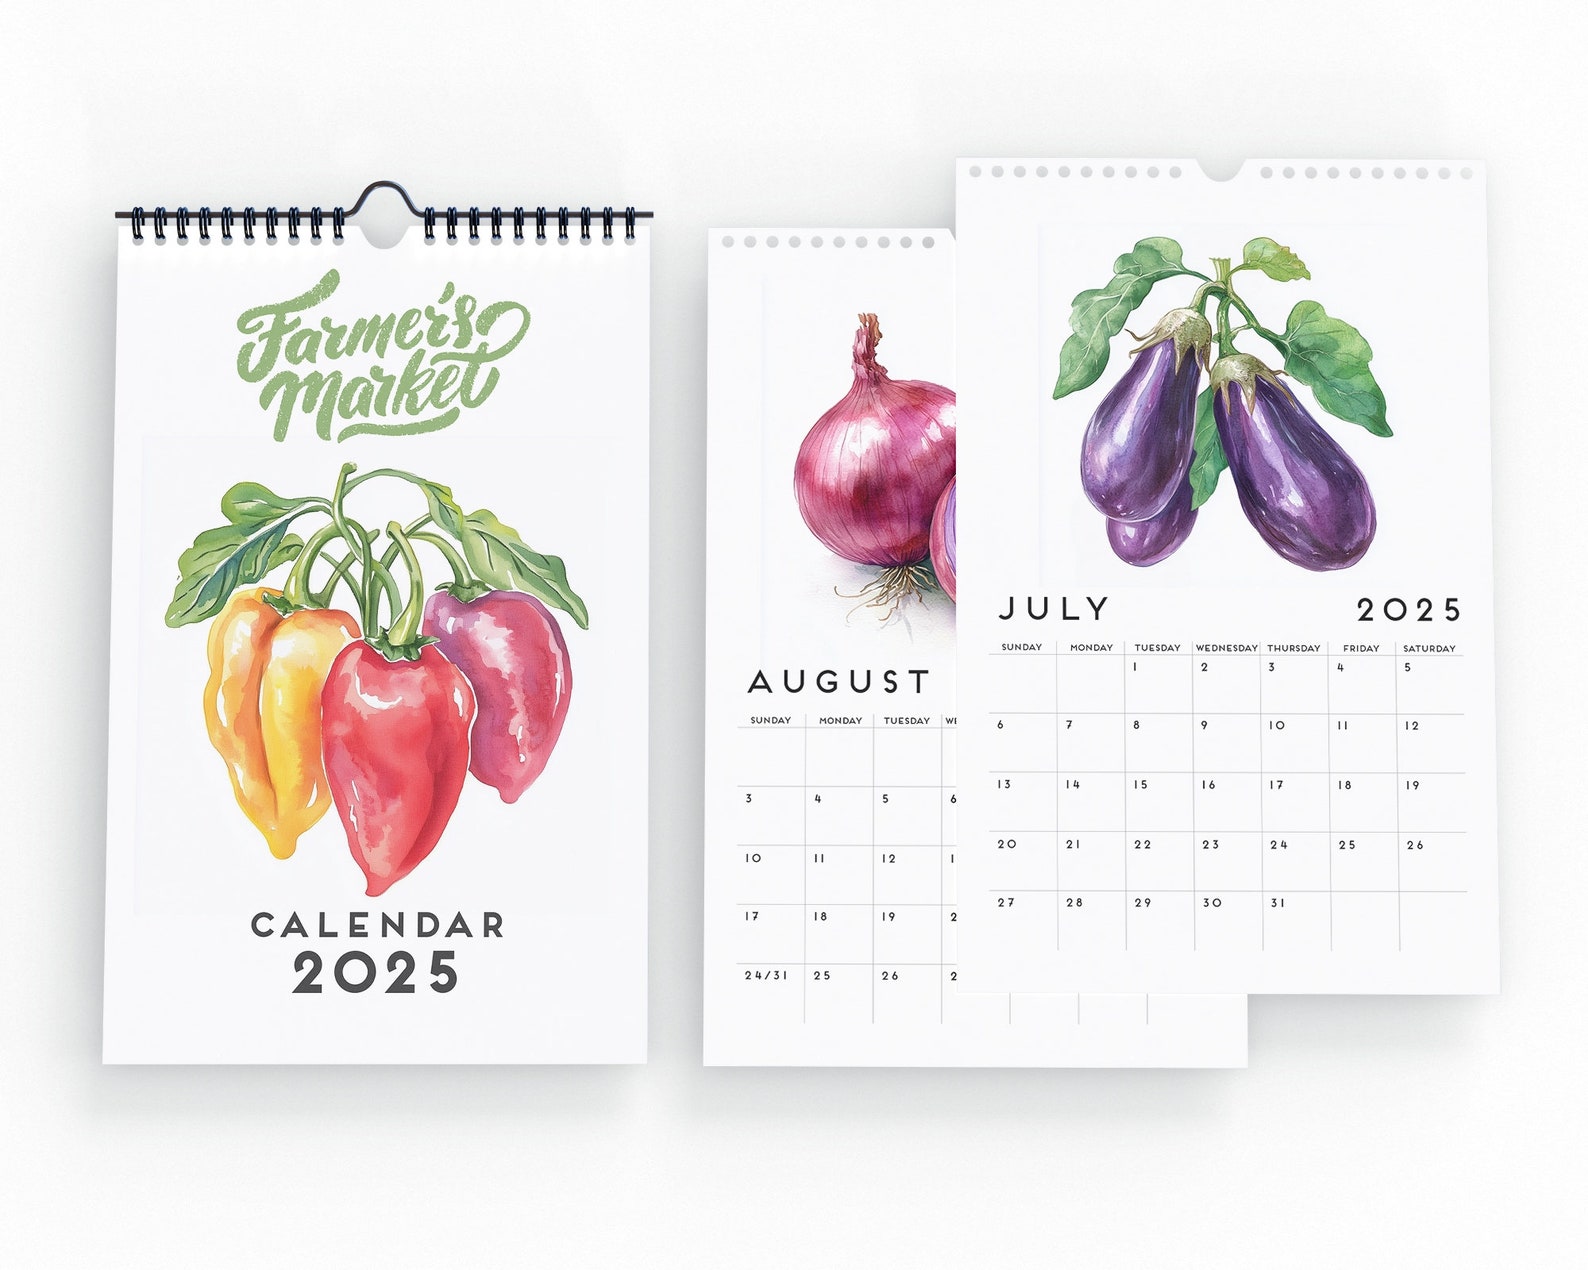 Farmer's
Market
CALENDAR
2025
AUGUST
SUNDAY MONDAY TUESDAY
3 4 5 6
10 11 12
17 18 19
24/31 25 26
JULY 2025
SUNDAY MONDAY TUESDAY WEDNESDAY THURSDAY FRIDAY SATURDAY
1 2 3 4 5
6 7 8 9 10 11 12
13 14 15 16 17 18 19
20 21 22 23 24 25 26
27 28 29 30 31